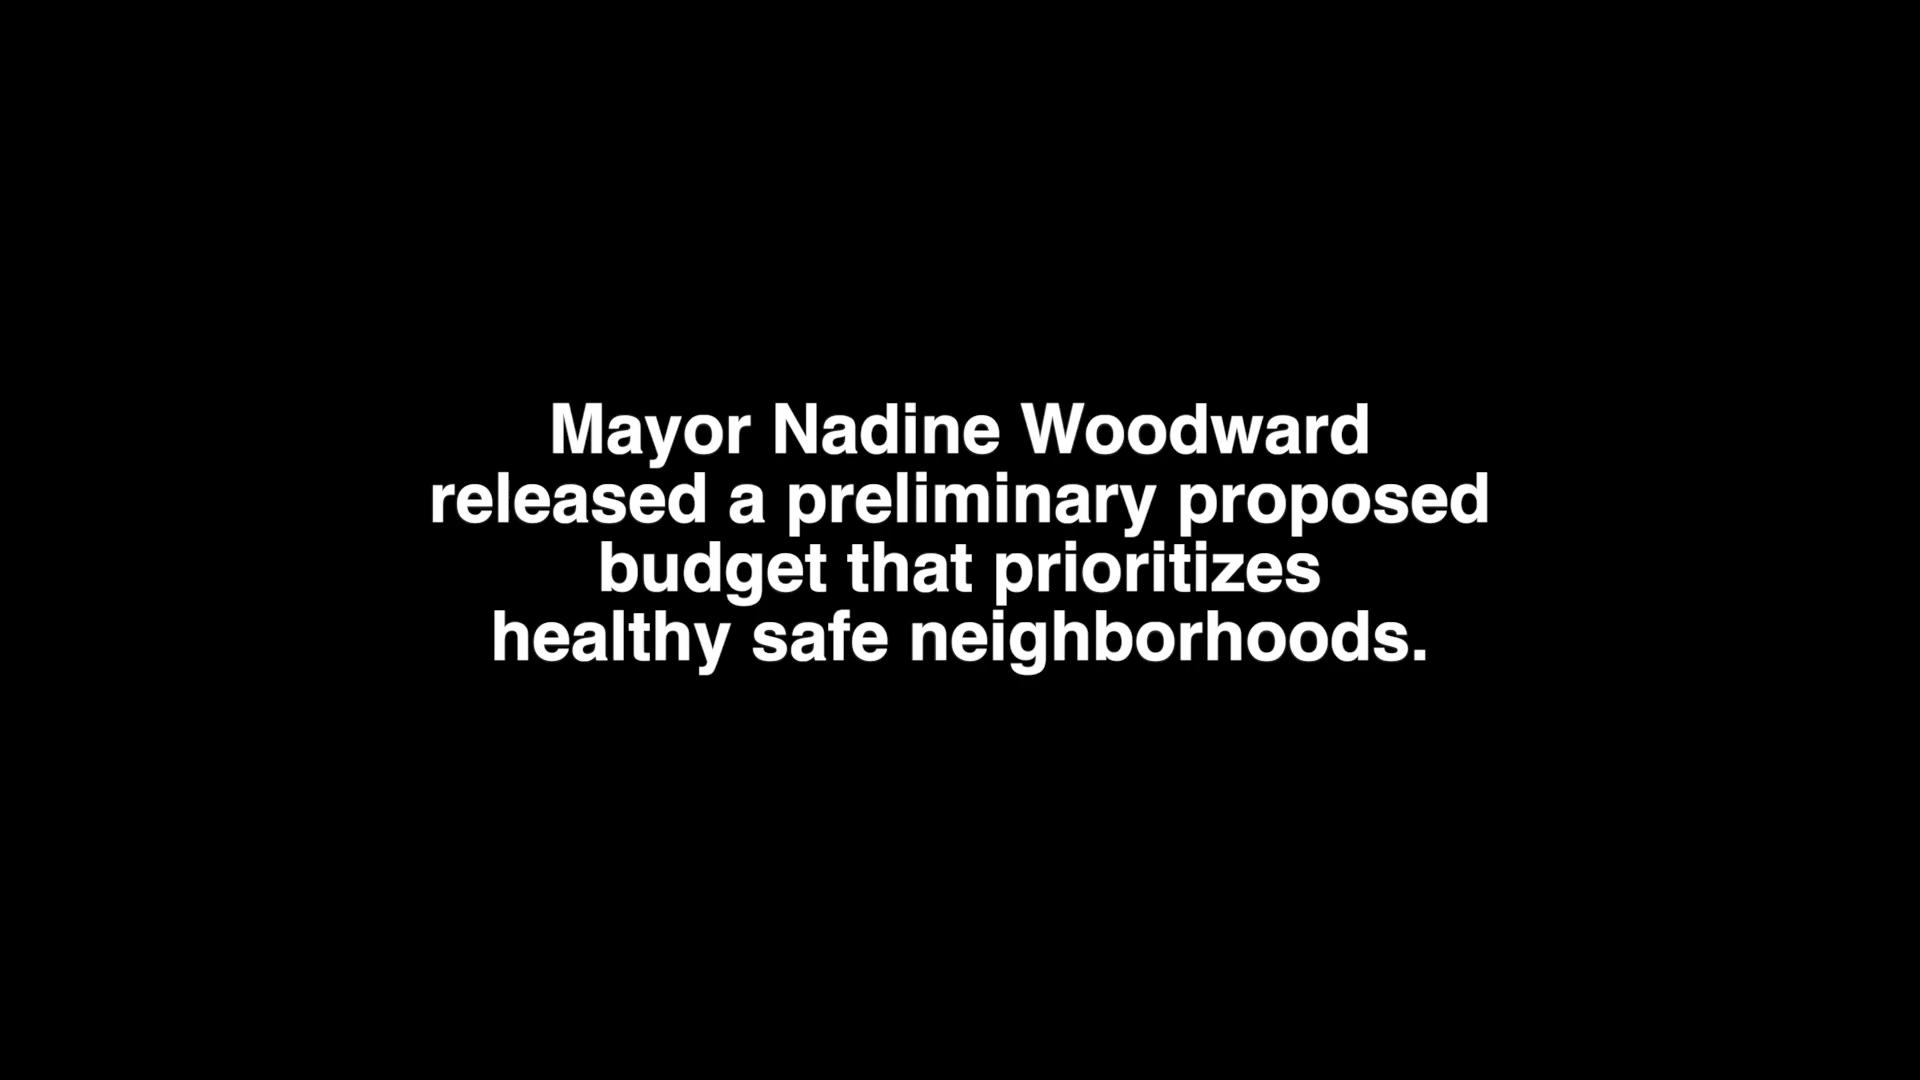 Mayor Nadine Woodward
released a preliminary proposed
budget that prioritizes
healthy safe neighborhoods.